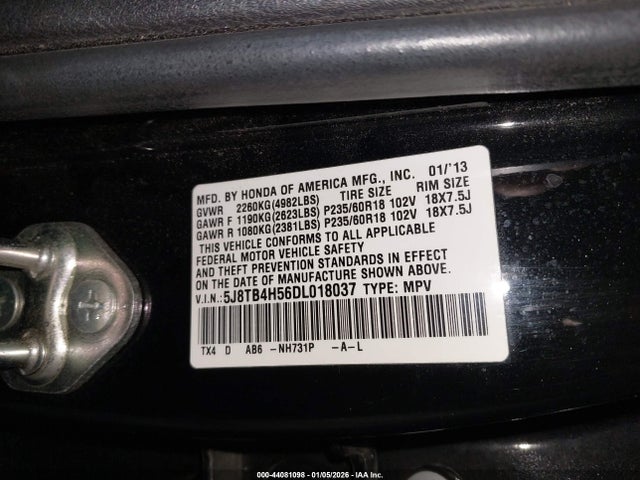 MFD. BY HONDA OF AMERICA MFG., INC. 01/'13
GVWR 2260KG(4982LBS) TIRE SIZE RIM SIZE
GAWR F 1190KG(2623LBS) P235/60R18 102V 18X7.5J
GAWR R 1080KG(2381LBS) P235/60R18 102V 18X7.5J
THIS VEHICLE CONFORMS TO ALL APPLICABLE
FEDERAL MOTOR VEHICLE SAFETY
AND THEFT PREVENTION STANDARDS IN EFFECT
ON THE DATE OF MANUFACTURE SHOWN ABOVE.
V.I.N.: 5J8TB4H56DL018037 TYPE: MPV
TX4 D AB6 -NH731P -A-L
000-44081098 - 01/05/2026 - IAA Inc.